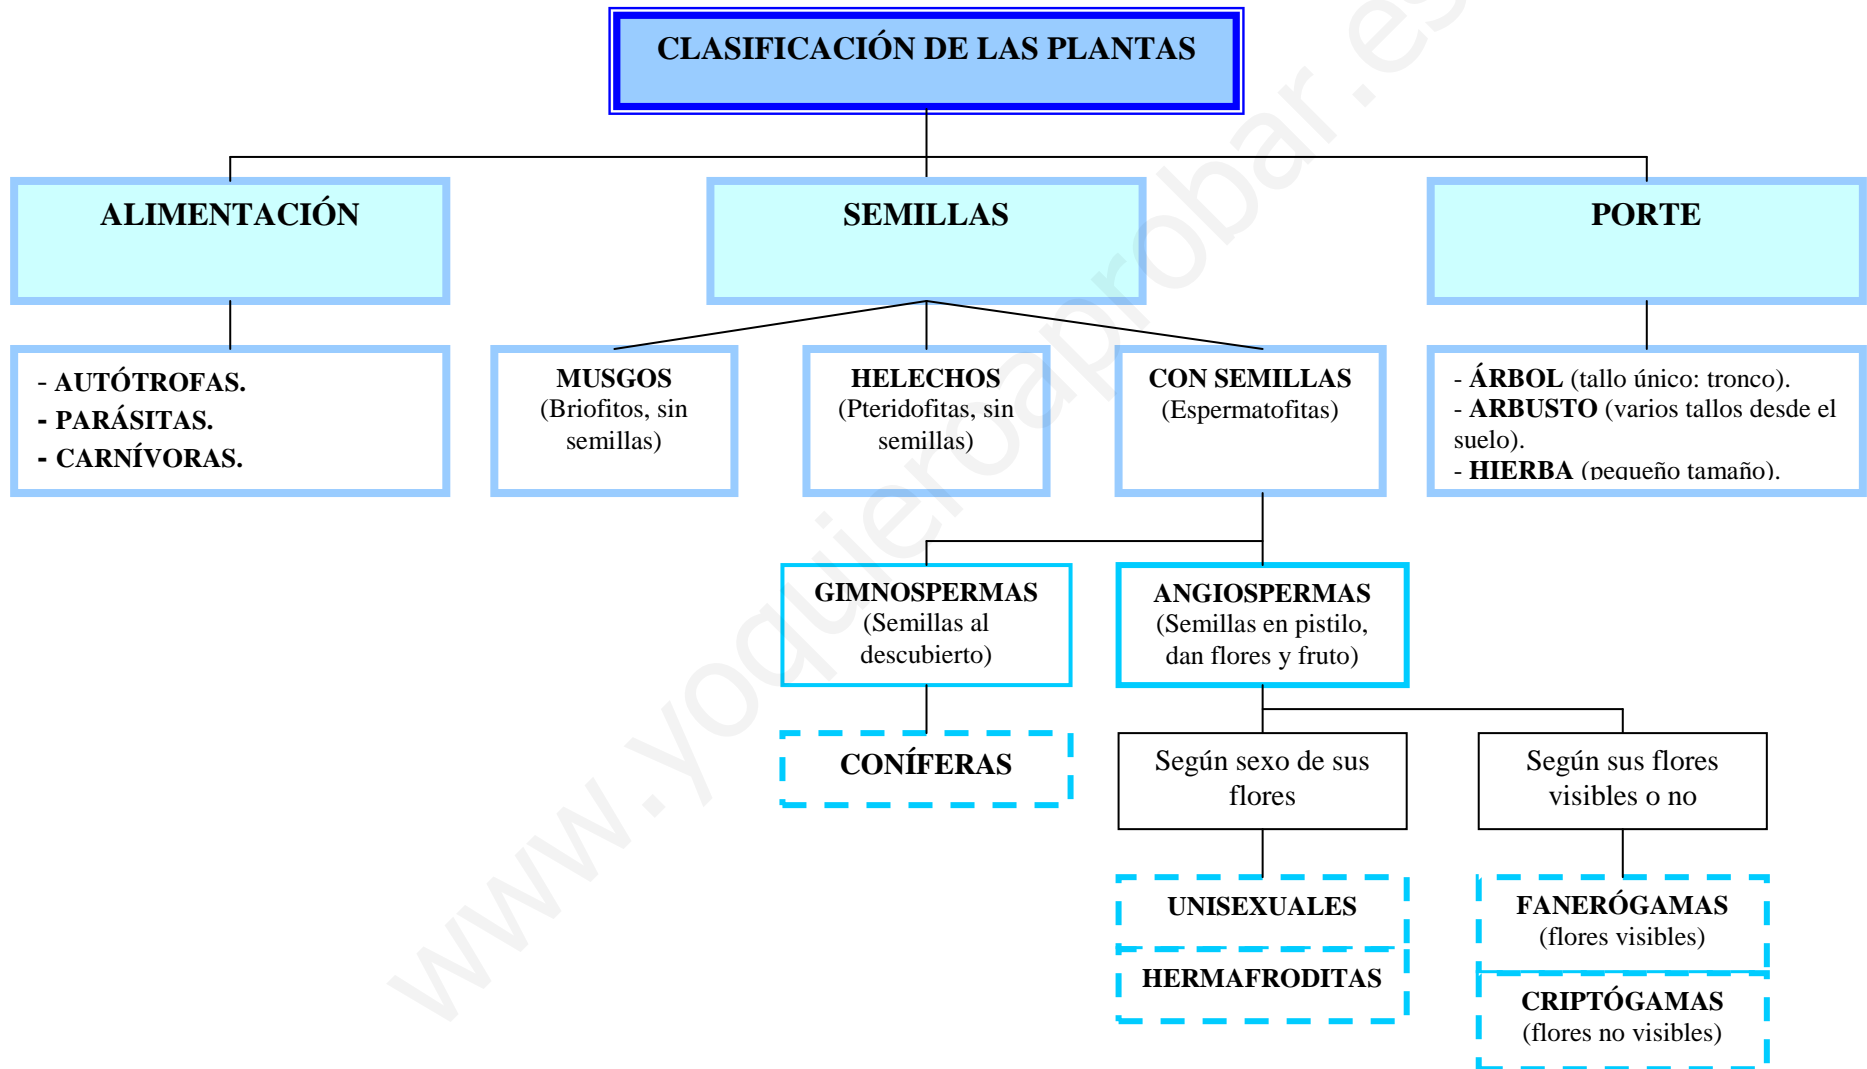 CLASIFICACIÓN DE LAS PLANTAS
ALIMENTACIÓN
SEMILLAS
PORTE
- AUTÓTROFAS.
- PARÁSITAS.
- CARNÍVORAS.
MUSGOS
(Briofitos, sin
semillas)
HELECHOS
(Pteridofitas, sin
semillas)
CON SEMILLAS
(Espermatofitas)
- ÁRBOL (tallo único: tronco).
- ARBUSTO (varios tallos desde el
suelo).
- HIERBA (pequeño tamaño).
GIMNOSPERMAS
(Semillas al
descubierto)
ANGIOSPERMAS
(Semillas en pistilo,
dan flores y fruto)
CONÍFERAS
Según sexo de sus
flores
Según sus flores
visibles o no
UNISEXUALES
HERMAFRODITAS
FANERÓGAMAS
(flores visibles)
CRIPTÓGAMAS
(flores no visibles)
www.yoquieroaprobar.es